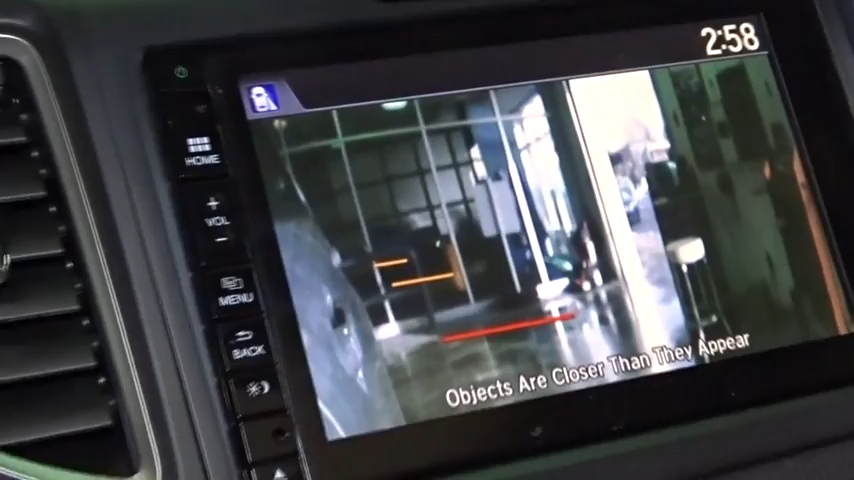 2:58
HOME
+
VOL
−
MENU
BACK
Objects Are Closer Than They Appear